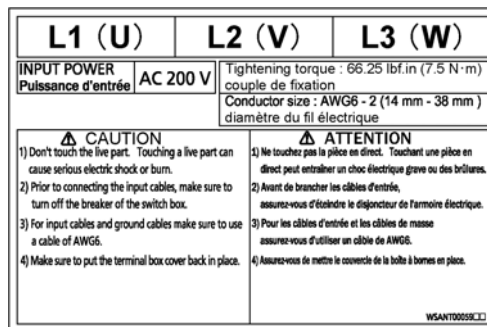 L1（U） L2（V） L3（W）
INPUT POWER
Puissance d'entrée
AC 200 V
Tightening torque : 66.25 lbf.in (7.5 N･m)
couple de fixation
Conductor size : AWG6 - 2 (14 mm - 38 mm )
diamètre du fil électrique
⚠ CAUTION
1) Don't touch the live part. Touching a live part can
cause serious electric shock or burn.
2) Prior to connecting the input cables, make sure to
turn off the breaker of the switch box.
3) For input cables and ground cables make sure to use
a cable of AWG6.
4) Make sure to put the terminal box cover back in place.
⚠ ATTENTION
1) Ne touchez pas la pièce en direct. Touchant une pièce en
direct peut entraîner un choc électrique grave ou des brûlures.
2) Avant de brancher les câbles d'entrée,
assurez-vous d'éteindre le disjoncteur de l'armoire électrique.
3) Pour les câbles d'entrée et les câbles de masse
assurez-vous d'utiliser un câble de AWG6.
4) Assurez-vous de mettre le couvercle de la boîte à bornes en place.
WSANT00059□□